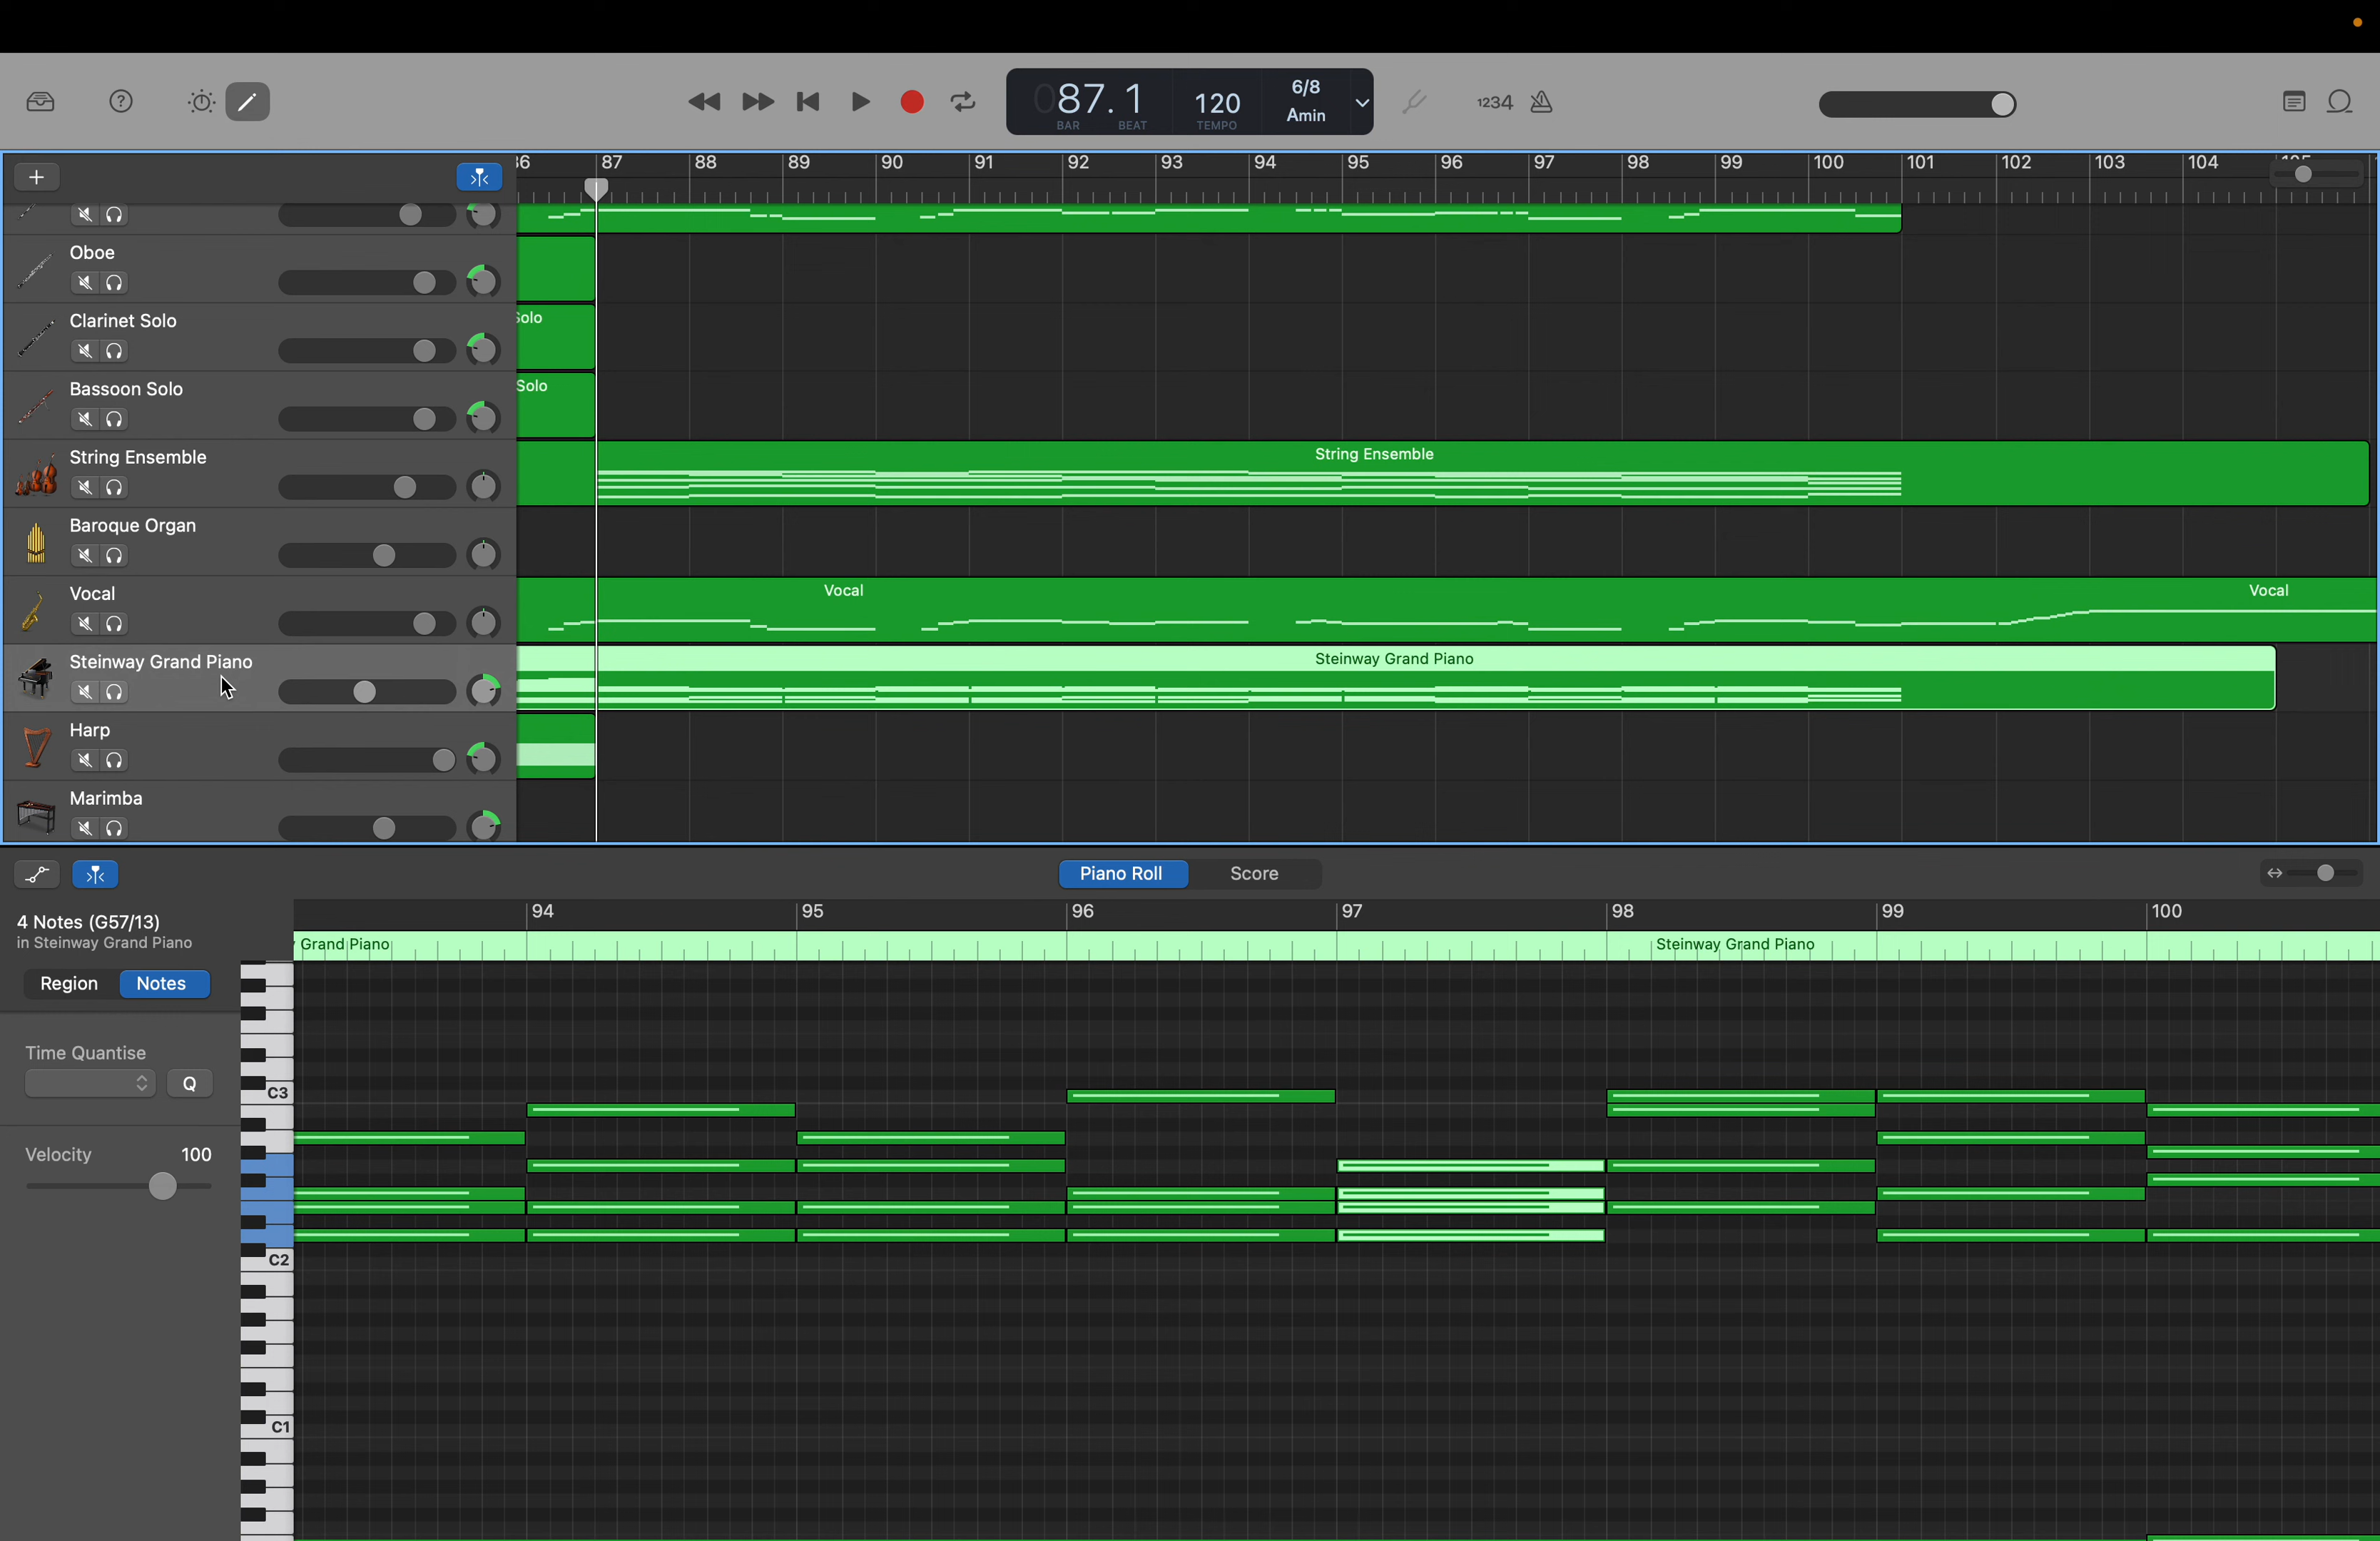 087.1
BAR
BEAT
120
TEMPO
6/8
Amin
1234
86
87
88
89
90
91
92
93
94
95
96
97
98
99
100
101
102
103
104
105
Oboe
Clarinet Solo
Solo
Bassoon Solo
Solo
String Ensemble
String Ensemble
Baroque Organ
Vocal
Vocal
Vocal
Steinway Grand Piano
Steinway Grand Piano
Harp
Marimba
Piano Roll
Score
4 Notes (G57/13)
in Steinway Grand Piano
94
95
96
97
98
99
100
Grand Piano
Steinway Grand Piano
Region
Notes
Time Quantise
Q
Velocity
100
C3
C2
C1